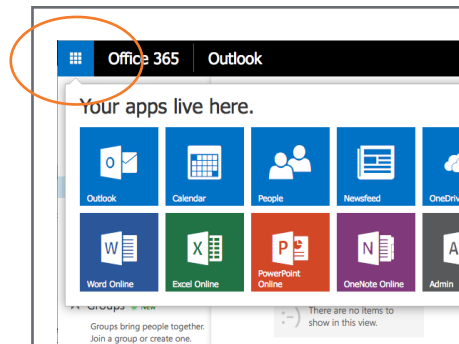 Office 365 Outlook
Your apps live here.
Outlook Calendar People Newsfeed OneDriv
Word Online Excel Online PowerPoint Online OneNote Online Admin
Groups NEW
Groups bring people together.
Join a group or create one.
:-)
There are no items to
show in this view.